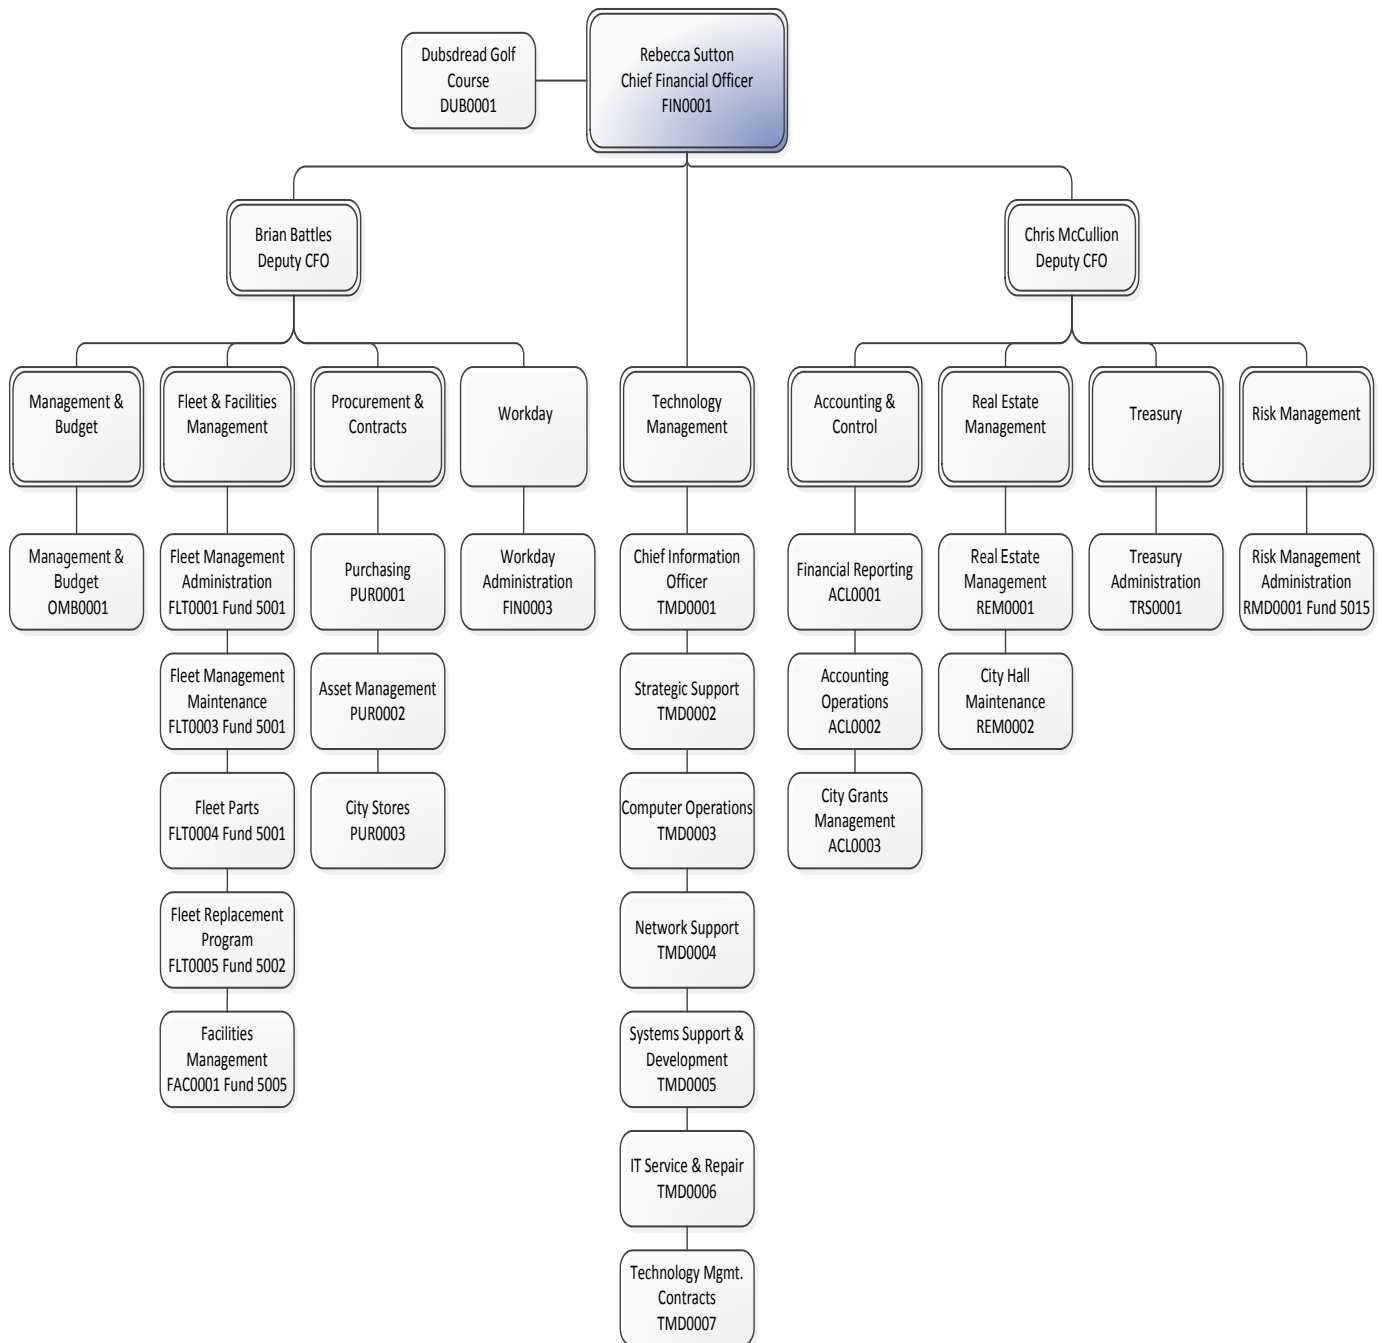 Dubsdread Golf
Course
DUB0001
Rebecca Sutton
Chief Financial Officer
FIN0001
Brian Battles
Deputy CFO
Chris McCullion
Deputy CFO
Management &
Budget
Fleet & Facilities
Management
Procurement &
Contracts
Workday
Technology
Management
Accounting &
Control
Real Estate
Management
Treasury
Risk Management
Management &
Budget
OMB0001
Fleet Management
Administration
FLT0001 Fund 5001
Purchasing
PUR0001
Workday
Administration
FIN0003
Chief Information
Officer
TMD0001
Financial Reporting
ACL0001
Real Estate
Management
REM0001
Treasury
Administration
TRS0001
Risk Management
Administration
RMD0001 Fund 5015
Fleet Management
Maintenance
FLT0003 Fund 5001
Asset Management
PUR0002
Strategic Support
TMD0002
Accounting
Operations
ACL0002
City Hall
Maintenance
REM0002
Fleet Parts
FLT0004 Fund 5001
City Stores
PUR0003
Computer Operations
TMD0003
City Grants
Management
ACL0003
Fleet Replacement
Program
FLT0005 Fund 5002
Network Support
TMD0004
Facilities
Management
FAC0001 Fund 5005
Systems Support &
Development
TMD0005
IT Service & Repair
TMD0006
Technology Mgmt.
Contracts
TMD0007